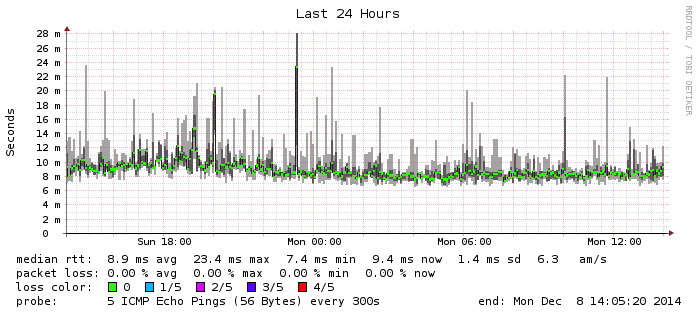 Last 24 Hours
RRDTOOL / TOBI OETIKER
Seconds
28 m
26 m
24 m
22 m
20 m
18 m
16 m
14 m
12 m
10 m
8 m
6 m
4 m
2 m
0
Sun 18:00 Mon 00:00 Mon 06:00 Mon 12:00
median rtt: 8.9 ms avg 23.4 ms max 7.4 ms min 9.4 ms now 1.4 ms sd 6.3 am/s
packet loss: 0.00 % avg 0.00 % max 0.00 % min 0.00 % now
loss color: 0 1/5 2/5 3/5 4/5
probe: 5 ICMP Echo Pings (56 Bytes) every 300s end: Mon Dec 8 14:05:20 2014